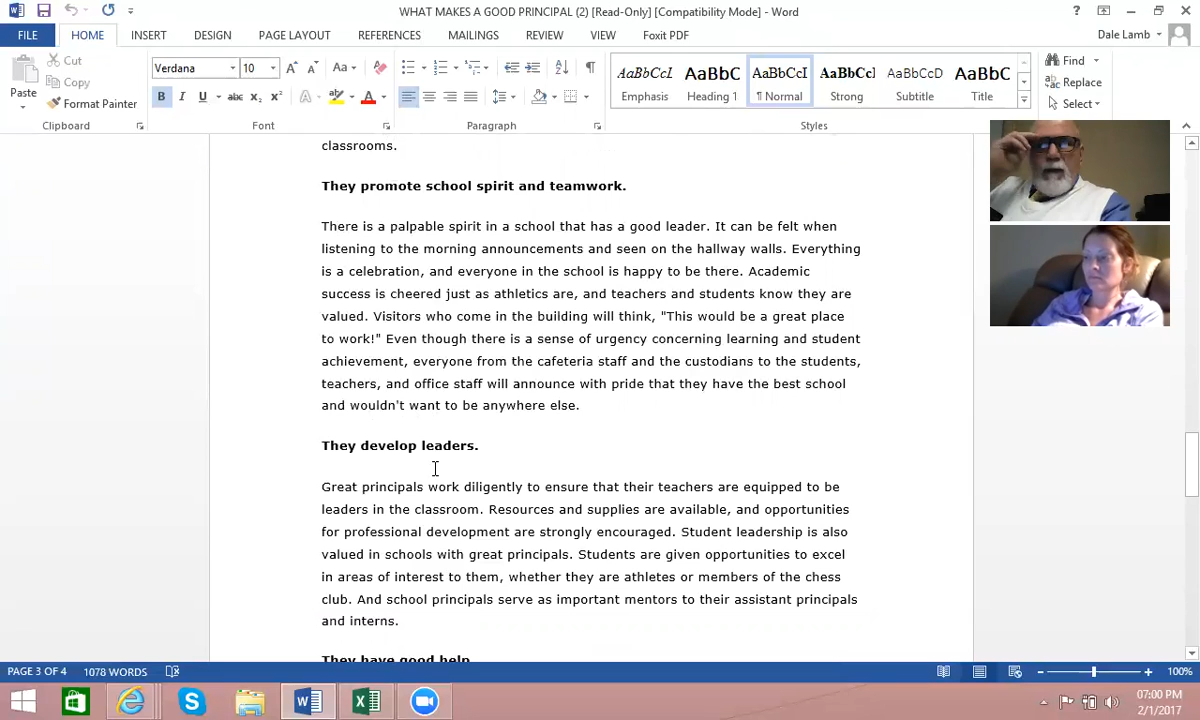 WHAT MAKES A GOOD PRINCIPAL (2) [Read-Only] [Compatibility Mode] - Word
?
FILE HOME INSERT DESIGN PAGE LAYOUT REFERENCES MAILINGS REVIEW VIEW Foxit PDF
Dale Lamb
Paste
Cut
Copy
Format Painter
Clipboard
Verdana 10
Font
Paragraph
AaBbCcI AaBbC AaBbCcI AaBbCc AaBbCcD AaBbC
Emphasis Heading 1 ¶ Normal Strong Subtitle Title
Styles
Find
Replace
Select
classrooms.
They promote school spirit and teamwork.
There is a palpable spirit in a school that has a good leader. It can be felt when
listening to the morning announcements and seen on the hallway walls. Everything
is a celebration, and everyone in the school is happy to be there. Academic
success is cheered just as athletics are, and teachers and students know they are
valued. Visitors who come in the building will think, "This would be a great place
to work!" Even though there is a sense of urgency concerning learning and student
achievement, everyone from the cafeteria staff and the custodians to the students,
teachers, and office staff will announce with pride that they have the best school
and wouldn't want to be anywhere else.
They develop leaders.
Great principals work diligently to ensure that their teachers are equipped to be
leaders in the classroom. Resources and supplies are available, and opportunities
for professional development are strongly encouraged. Student leadership is also
valued in schools with great principals. Students are given opportunities to excel
in areas of interest to them, whether they are athletes or members of the chess
club. And school principals serve as important mentors to their assistant principals
and interns.
They have good help.
PAGE 3 OF 4 1078 WORDS
100%
07:00 PM
2/1/2017